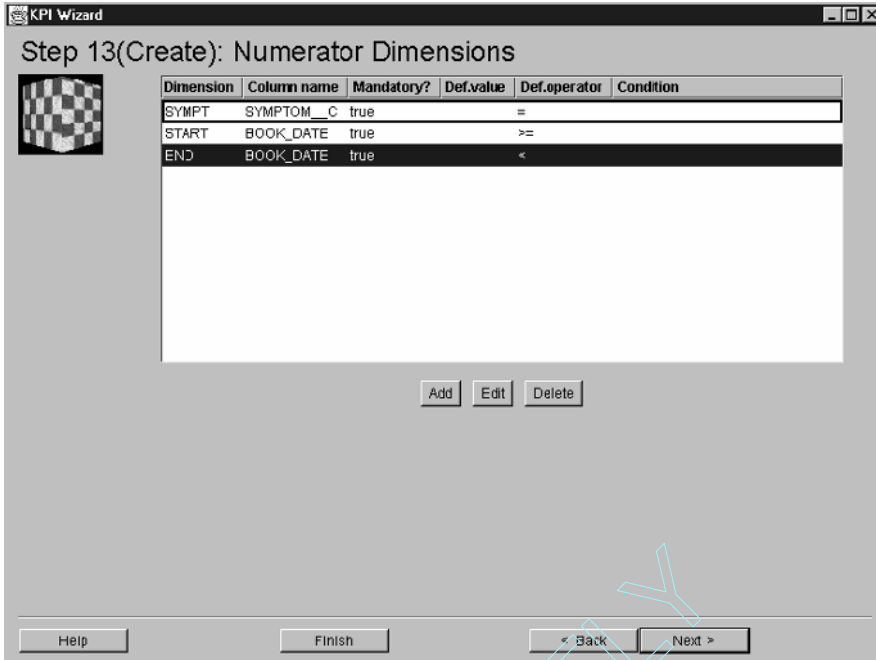 KPI Wizard
Step 13(Create): Numerator Dimensions
Dimension Column name Mandatory? Def.value Def.operator Condition
SYMPT SYMPTOM__C true =
START BOOK_DATE true >=
END BOOK_DATE true <
Add Edit Delete
Help Finish < Back Next >